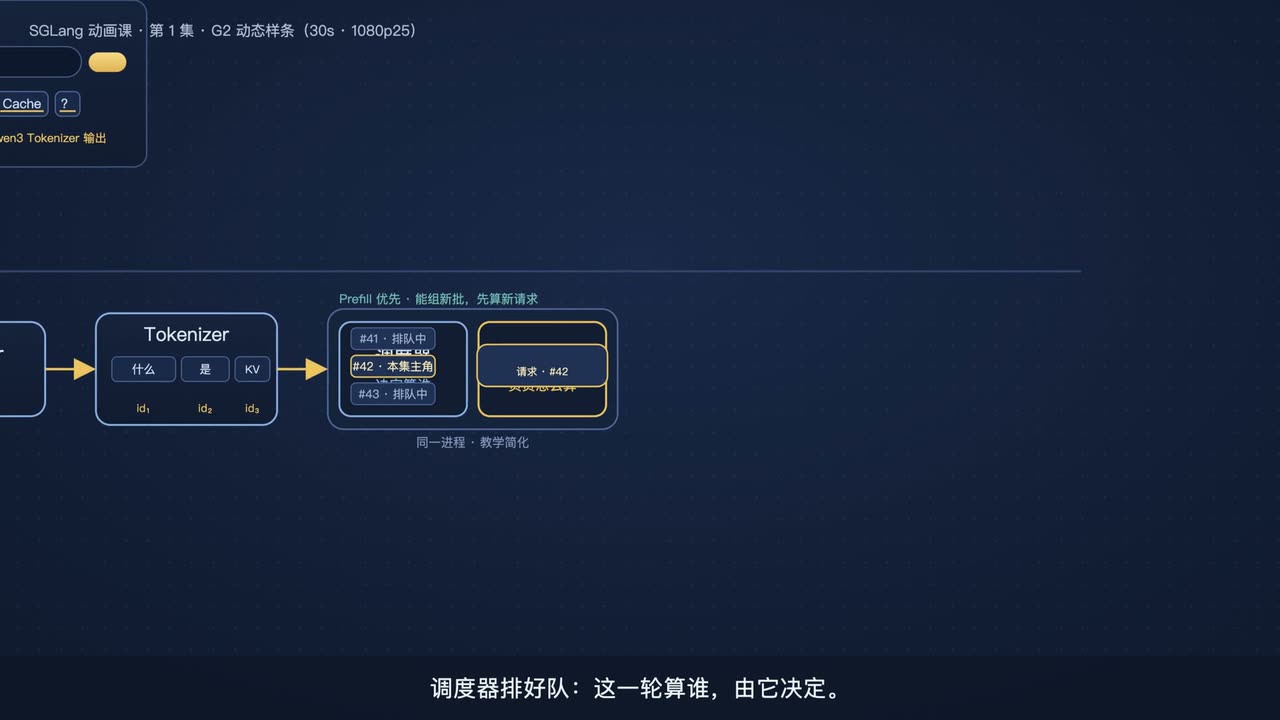 SGLang 动画课 · 第 1 集 · G2 动态样条（30s · 1080p25）
Cache
?
wen3 Tokenizer 输出
Prefill 优先 · 能组新批，先算新请求
Tokenizer
什么
是
KV
id₁
id₂
id₃
#41 · 排队中
#42 · 本集主角
#43 · 排队中
请求 · #42
同一进程 · 教学简化
调度器排好队：这一轮算谁，由它决定。